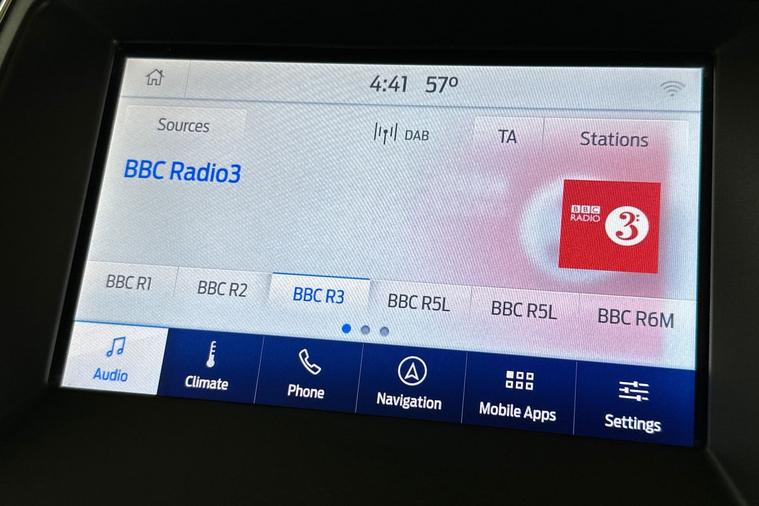 4:41 57º
Sources DAB TA Stations
BBC Radio3
BBC
RADIO 3
BBC R1 BBC R2 BBC R3 BBC R5L BBC R5L BBC R6M
Audio Climate Phone Navigation Mobile Apps Settings